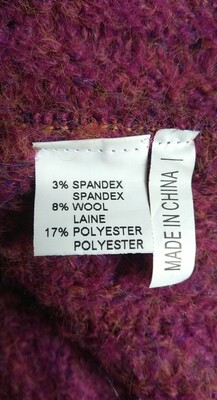 3% SPANDEX
SPANDEX
8% WOOL
LAINE
17% POLYESTER
POLYESTER
MADE IN CHINA